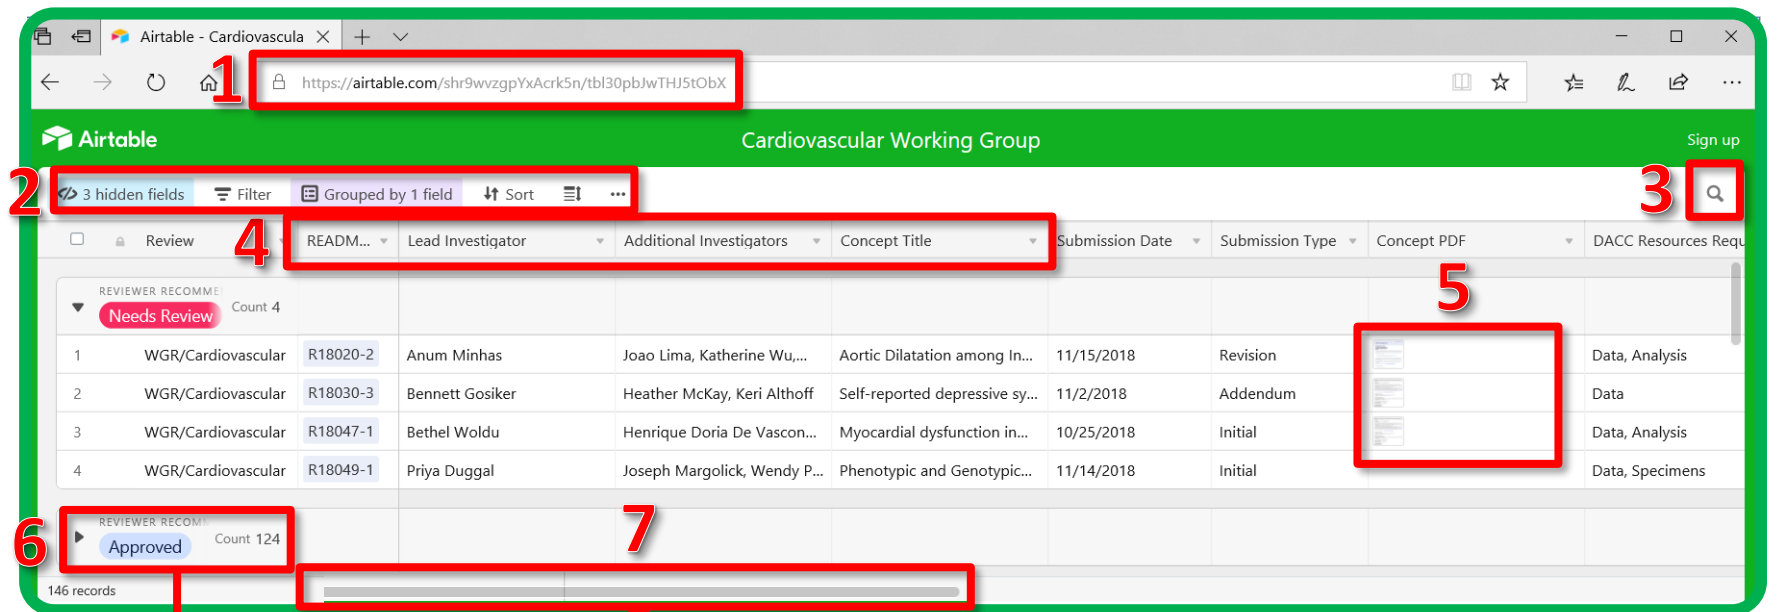 Airtable - Cardiovascula
1
https://airtable.com/shr9wvzgpYxAcrk5n/tbl30pbJwTHJ5tObX
Airtable
Cardiovascular Working Group
Sign up
2
3 hidden fields Filter Grouped by 1 field Sort
3
4
Review READM... Lead Investigator Additional Investigators Concept Title Submission Date Submission Type Concept PDF DACC Resources Requ
5
REVIEWER RECOMME
Needs Review Count 4
1 WGR/Cardiovascular R18020-2 Anum Minhas Joao Lima, Katherine Wu,... Aortic Dilatation among In... 11/15/2018 Revision Data, Analysis
2 WGR/Cardiovascular R18030-3 Bennett Gosiker Heather McKay, Keri Althoff Self-reported depressive sy... 11/2/2018 Addendum Data
3 WGR/Cardiovascular R18047-1 Bethel Woldu Henrique Doria De Vascon... Myocardial dysfunction in... 10/25/2018 Initial Data, Analysis
4 WGR/Cardiovascular R18049-1 Priya Duggal Joseph Margolick, Wendy P... Phenotypic and Genotypic... 11/14/2018 Initial Data, Specimens
6
REVIEWER RECOM
Approved Count 124
7
146 records